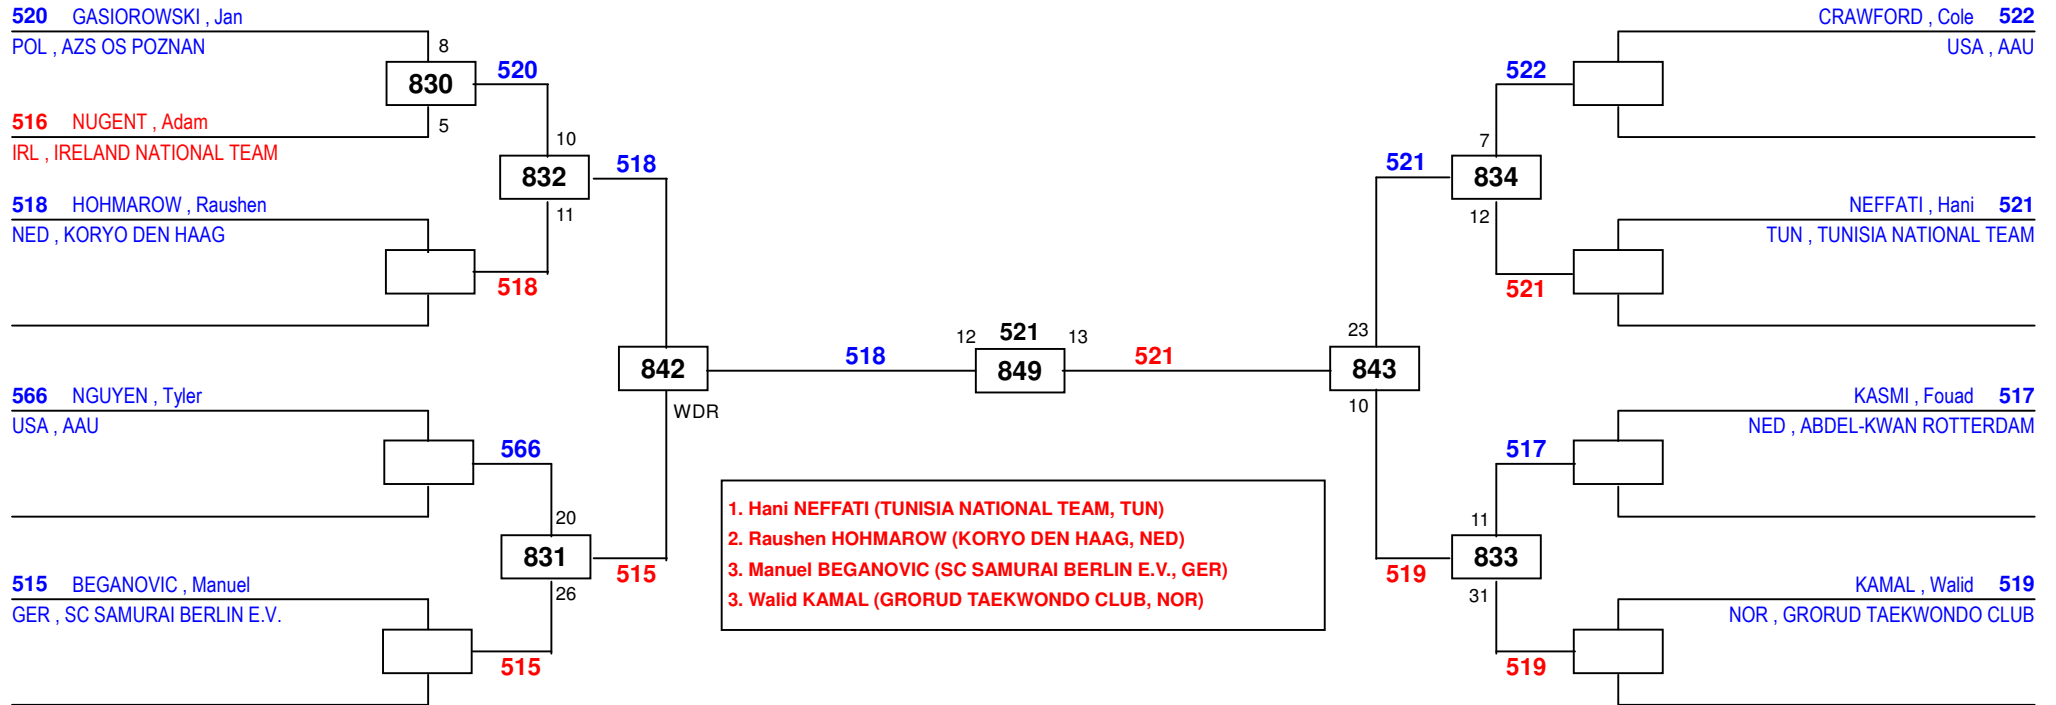 520 GASIOROWSKI , Jan
POL , AZS OS POZNAN
8
830
520
5
516 NUGENT , Adam
IRL , IRELAND NATIONAL TEAM
10
832
518
11
518 HOHMAROW , Raushen
NED , KORYO DEN HAAG
518
842
WDR
566 NGUYEN , Tyler
USA , AAU
566
20
831
515
26
515 BEGANOVIC , Manuel
GER , SC SAMURAI BERLIN E.V.
515
518
12 521 13
849
521
1. Hani NEFFATI (TUNISIA NATIONAL TEAM, TUN)
2. Raushen HOHMAROW (KORYO DEN HAAG, NED)
3. Manuel BEGANOVIC (SC SAMURAI BERLIN E.V., GER)
3. Walid KAMAL (GRORUD TAEKWONDO CLUB, NOR)
CRAWFORD , Cole 522
USA , AAU
522
7
521
834
12
NEFFATI , Hani 521
TUN , TUNISIA NATIONAL TEAM
521
23
843
10
KASMI , Fouad 517
NED , ABDEL-KWAN ROTTERDAM
517
11
833
519
31
KAMAL , Walid 519
NOR , GRORUD TAEKWONDO CLUB
519